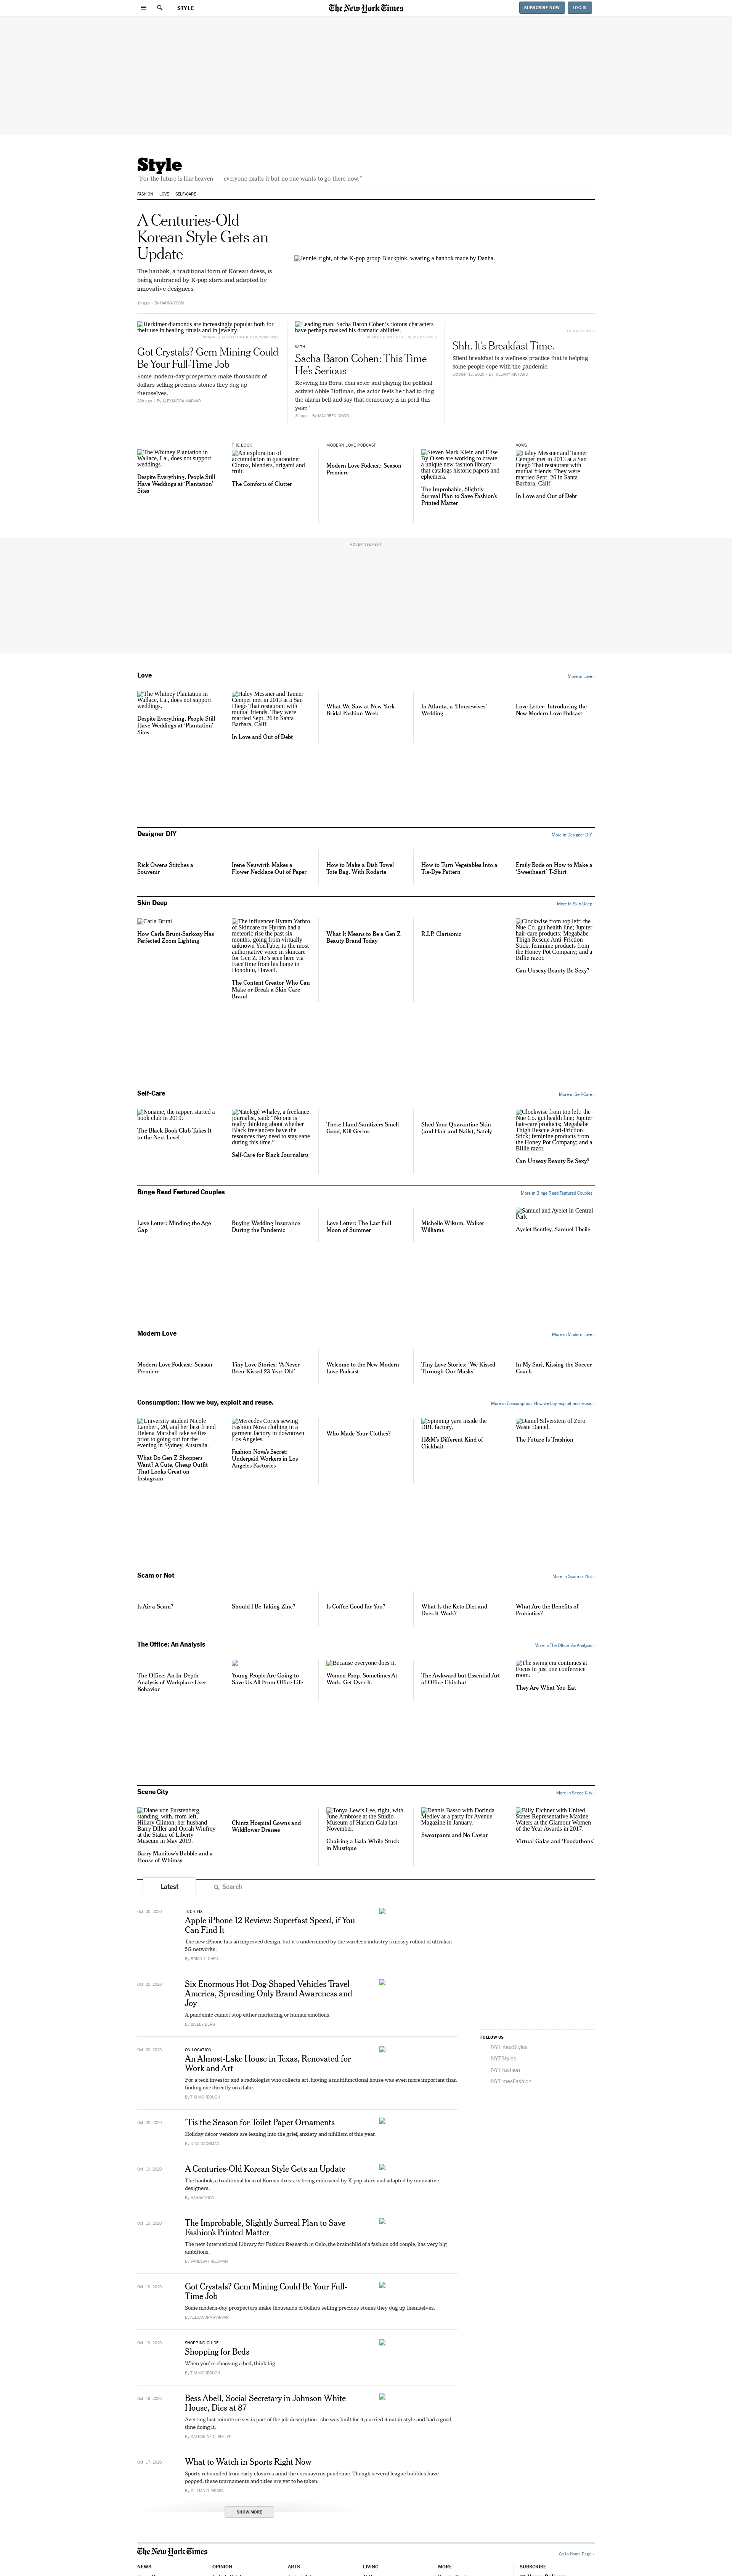 STYLE
The New York Times
SUBSCRIBE NOW
LOG IN
Style
“For the future is like heaven — everyone exalts it but no one wants to go there now.”
FASHION
LOVE
SELF-CARE
A Centuries-Old
Korean Style Gets an
Update
The hanbok, a traditional form of Korean dress, is
being embraced by K-pop stars and adapted by
innovative designers.
By HAHNA YOON
Jennie, right, of the K-pop group Blackpink, wearing a hanbok made by Danha.
Herkimer diamonds are increasingly popular both for
their use in healing rituals and in jewelry.
Got Crystals? Gem Mining Could
Be Your Full-Time Job
Some modern-day prospectors make thousands of
dollars selling precious stones they dug up
themselves.
22h ago • By ALEXANDRA MARVAR
Leading man: Sacha Baron Cohen’s riotous characters
have perhaps masked his dramatic abilities.
WITH ...
Sacha Baron Cohen: This Time
He’s Serious
Reviving his Borat character and playing the political
activist Abbie Hoffman, the actor feels he “had to ring
the alarm bell and say that democracy is in peril this
year.”
By MAUREEN DOWD
Shh. It’s Breakfast Time.
Silent breakfast is a wellness practice that is helping
some people cope with the pandemic.
October 17, 2020 • By HILLARY RICHARD
The Whitney Plantation in
Wallace, La., does not support
weddings.
Despite Everything, People Still
Have Weddings at ‘Plantation’
Sites
THE LOOK
An exploration of
accumulation in quarantine:
Clorox, blenders, origami and
fruit.
The Comforts of Clutter
MODERN LOVE PODCAST
Modern Love Podcast: Season
Premiere
Steven Mark Klein and Elise
By Olsen are working to create
a unique new fashion library
that catalogs historic papers and
ephemera.
The Improbable, Slightly
Surreal Plan to Save Fashion’s
Printed Matter
VOWS
Haley Messner and Tanner
Cemper met in 2013 at a San
Diego Thai restaurant with
mutual friends. They were
married Sept. 26 in Santa
Barbara, Calif.
In Love and Out of Debt
ADVERTISEMENT
Love
More in Love ›
The Whitney Plantation in
Wallace, La., does not support
weddings.
Despite Everything, People Still
Have Weddings at ‘Plantation’
Sites
Haley Messner and Tanner
Cemper met in 2013 at a San
Diego Thai restaurant with
mutual friends. They were
married Sept. 26 in Santa
Barbara, Calif.
In Love and Out of Debt
What We Saw at New York
Bridal Fashion Week
In Atlanta, a ‘Housewives’
Wedding
Love Letter: Introducing the
New Modern Love Podcast
Designer DIY
More in Designer DIY ›
Rick Owens Stitches a
Souvenir
Irene Neuwirth Makes a
Flower Necklace Out of Paper
How to Make a Dish Towel
Tote Bag, With Rodarte
How to Turn Vegetables Into a
Tie-Dye Pattern
Emily Bode on How to Make a
‘Sweetheart’ T-Shirt
Skin Deep
More in Skin Deep ›
Carla Bruni
How Carla Bruni-Sarkozy Has
Perfected Zoom Lighting
The influencer Hyram Yarbro
of Skincare by Hyram had a
meteoric rise the past six
months, going from virtually
unknown YouTuber to the most
authoritative voice in skincare
for Gen Z. He’s seen here via
FaceTime from his home in
Honolulu, Hawaii.
The Content Creator Who Can
Make or Break a Skin Care
Brand
What It Means to Be a Gen Z
Beauty Brand Today
R.I.P. Clarisonic
Clockwise from top left: the
Nue Co. gut health line; Jupiter
hair-care products; Megababe
Thigh Rescue Anti-Friction
Stick; feminine products from
the Honey Pot Company; and a
Billie razor.
Can Unsexy Beauty Be Sexy?
Self-Care
More in Self-Care ›
Noname, the rapper, started a
book club in 2019.
The Black Book Club Takes It
to the Next Level
Natelegé Whaley, a freelance
journalist, said: “No one is
really thinking about whether
Black freelancers have the
resources they need to stay sane
during this time.”
Self-Care for Black Journalists
These Hand Sanitizers Smell
Good, Kill Germs
Shed Your Quarantine Skin
(and Hair and Nails), Safely
Clockwise from top left: the
Nue Co. gut health line; Jupiter
hair-care products; Megababe
Thigh Rescue Anti-Friction
Stick; feminine products from
the Honey Pot Company; and a
Billie razor.
Can Unsexy Beauty Be Sexy?
Binge Read Featured Couples
More in Binge Read Featured Couples ›
Love Letter: Minding the Age
Gap
Buying Wedding Insurance
During the Pandemic
Love Letter: The Last Full
Moon of Summer
Michelle Wikum, Walker
Williams
Samuel and Ayelet in Central
Park
Ayelet Bentley, Samuel Tbeile
Modern Love
More in Modern Love ›
Modern Love Podcast: Season
Premiere
Tiny Love Stories: ‘A Never-
Been-Kissed 23-Year-Old’
Welcome to the New Modern
Love Podcast
Tiny Love Stories: ‘We Kissed
Through Our Masks’
In My Sari, Kissing the Soccer
Coach
Consumption: How we buy, exploit and reuse.
More in Consumption: How we buy, exploit and reuse. ›
University student Nicole
Lambert, 20, and her best friend
Helena Marshall take selfies
prior to going out for the
evening in Sydney, Australia.
What Do Gen Z Shoppers
Want? A Cute, Cheap Outfit
That Looks Great on
Instagram
Mercedes Cortes sewing
Fashion Nova clothing in a
garment factory in downtown
Los Angeles.
Fashion Nova’s Secret:
Underpaid Workers in Los
Angeles Factories
Who Made Your Clothes?
Spinning yarn inside the
DBL factory.
H&M’s Different Kind of
Clickbait
Daniel Silverstein of Zero
Waste Daniel.
The Future Is Trashion
Scam or Not
More in Scam or Not ›
Is Air a Scam?
Should I Be Taking Zinc?
Is Coffee Good for You?
What Is the Keto Diet and
Does It Work?
What Are the Benefits of
Probiotics?
The Office: An Analysis
More in The Office: An Analysis ›
The Office: An In-Depth
Analysis of Workplace User
Behavior
Young People Are Going to
Save Us All From Office Life
Because everyone does it.
Women Poop. Sometimes At
Work. Get Over It.
The Awkward but Essential Art
of Office Chitchat
The swing era continues at
Focus in just one conference
room.
They Are What You Eat
Scene City
More in Scene City ›
Diane von Furstenberg,
standing, with, from left,
Hillary Clinton, her husband
Barry Diller and Oprah Winfrey
at the Statue of Liberty
Museum in May 2019.
Barry Manilow’s Bubble and a
House of Whimsy
Chintz Hospital Gowns and
Wildflower Dresses
Tonya Lewis Lee, right, with
June Ambrose at the Studio
Museum of Harlem Gala last
November.
Chairing a Gala While Stuck
in Mustique
Dennis Basso with Dorinda
Medley at a party for Avenue
Magazine in January.
Sweatpants and No Caviar
Billy Eichner with United
States Representative Maxine
Waters at the Glamour Women
of the Year Awards in 2017.
Virtual Galas and ‘Foodathons’
Latest
Search
Oct. 20, 2020
TECH FIX
Apple iPhone 12 Review: Superfast Speed, if You
Can Find It
The new iPhone has an improved design, but it’s undermined by the wireless industry’s messy rollout of ultrafast
5G networks.
By BRIAN X. CHEN
Oct. 20, 2020
Six Enormous Hot-Dog-Shaped Vehicles Travel
America, Spreading Only Brand Awareness and
Joy
A pandemic cannot stop either marketing or human emotions.
By BAILEY BERG
Oct. 20, 2020
ON LOCATION
An Almost-Lake House in Texas, Renovated for
Work and Art
For a tech investor and a radiologist who collects art, having a multifunctional house was even more important than
finding one directly on a lake.
By TIM MCKEOUGH
Oct. 20, 2020
’Tis the Season for Toilet Paper Ornaments
Holiday décor vendors are leaning into the grief, anxiety and nihilism of this year.
By DINA GACHMAN
Oct. 19, 2020
A Centuries-Old Korean Style Gets an Update
The hanbok, a traditional form of Korean dress, is being embraced by K-pop stars and adapted by innovative
designers.
By HAHNA YOON
Oct. 19, 2020
The Improbable, Slightly Surreal Plan to Save
Fashion’s Printed Matter
The new International Library for Fashion Research in Oslo, the brainchild of a fashion odd couple, has very big
ambitions.
By VANESSA FRIEDMAN
Oct. 19, 2020
Got Crystals? Gem Mining Could Be Your Full-
Time Job
Some modern-day prospectors make thousands of dollars selling precious stones they dug up themselves.
By ALEXANDRA MARVAR
Oct. 19, 2020
SHOPPING GUIDE
Shopping for Beds
When you’re choosing a bed, think big.
By TIM MCKEOUGH
Oct. 18, 2020
Bess Abell, Social Secretary in Johnson White
House, Dies at 87
Averting last-minute crises is part of the job description; she was built for it, carried it out in style and had a good
time doing it.
By KATHARINE Q. SEELYE
Oct. 17, 2020
What to Watch in Sports Right Now
Sports rebounded from early closures amid the coronavirus pandemic. Though several league bubbles have
popped, these tournaments and titles are yet to be taken.
By GILLIAN R. BRASSIL
SHOW MORE
FOLLOW US
NYTimesStyles
NYTStyles
NYTFashion
NYTimesFashion
The New York Times
Go to Home Page »
NEWS
OPINION
ARTS
LIVING
MORE
SUBSCRIBE